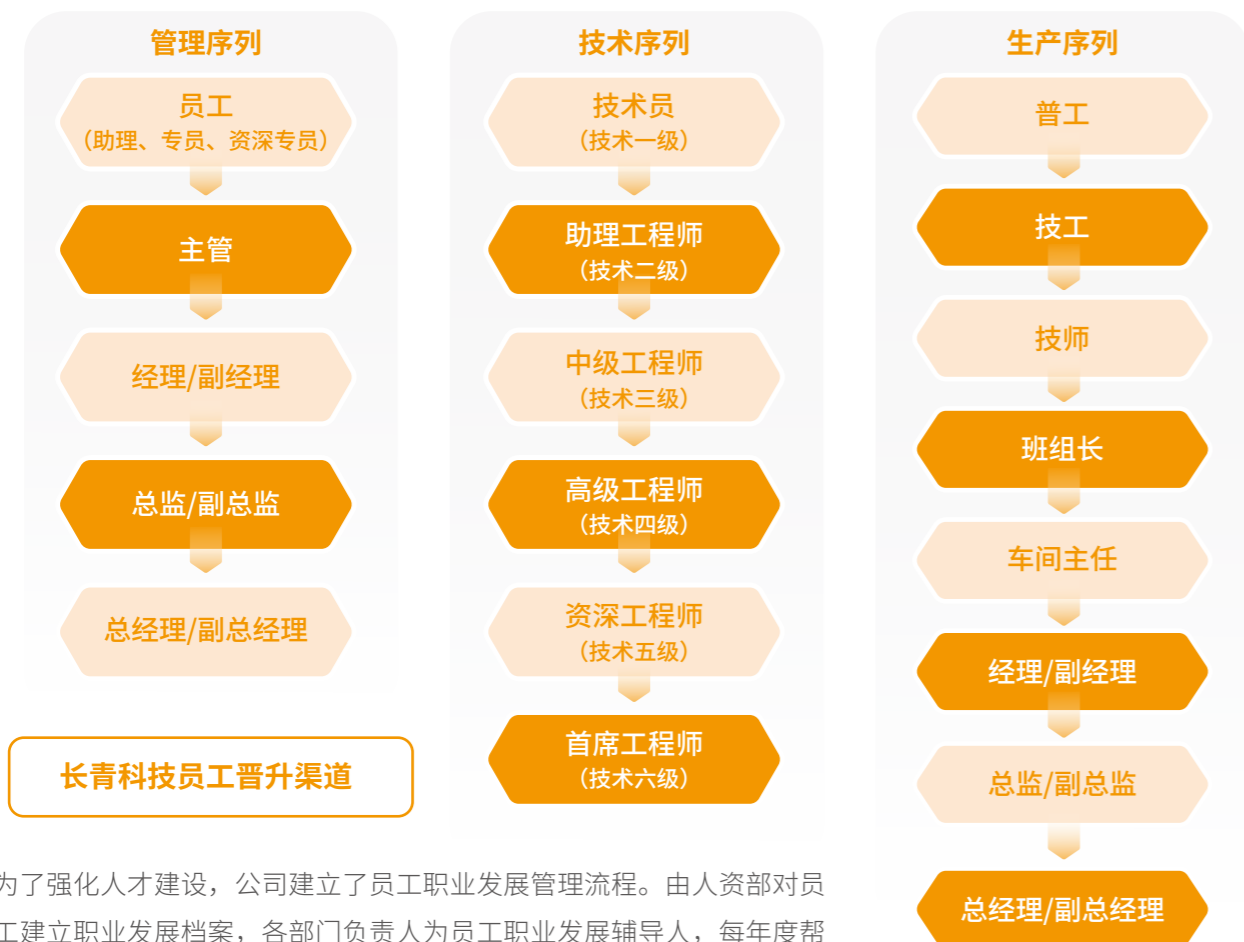 管理序列
员工
（助理、专员、资深专员）
主管
经理/副经理
总监/副总监
总经理/副总经理
技术序列
技术员
（技术一级）
助理工程师
（技术二级）
中级工程师
（技术三级）
高级工程师
（技术四级）
资深工程师
（技术五级）
首席工程师
（技术六级）
生产序列
普工
技工
技师
班组长
车间主任
经理/副经理
总监/副总监
总经理/副总经理
长青科技员工晋升渠道
为了强化人才建设，公司建立了员工职业发展管理流程。由人资部对员
工建立职业发展档案，各部门负责人为员工职业发展辅导人，每年度帮